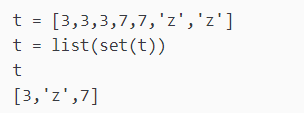 t = [3,3,3,7,7,'z','z']
t = list(set(t))
t
[3,'z',7]